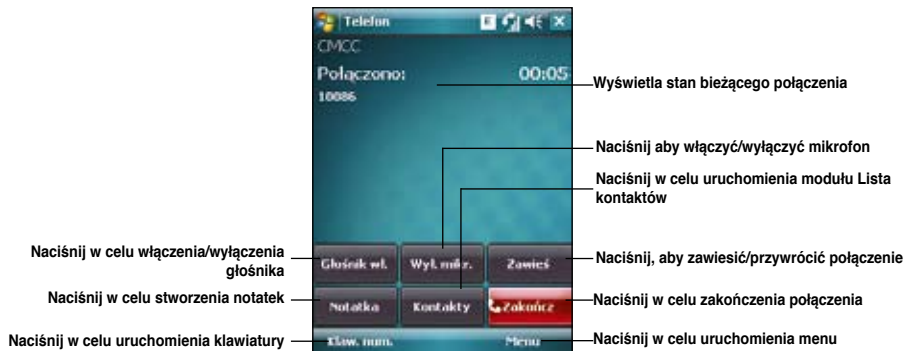 Telefon
CMCC
Połączono: 00:05
10086
Wyświetla stan bieżącego połączenia
Naciśnij aby włączyć/wyłączyć mikrofon
Naciśnij w celu uruchomienia modułu Lista
kontaktów
Naciśnij w celu włączenia/wyłączenia
głośnika
Głośnik wł. Wył. mikr. Zawieś
Naciśnij, aby zawiesić/przywrócić połączenie
Naciśnij w celu stworzenia notatek
Notatka Kontakty Zakończ
Naciśnij w celu zakończenia połączenia
Naciśnij w celu uruchomienia klawiatury
Klaw. num. Menu
Naciśnij w celu uruchomienia menu